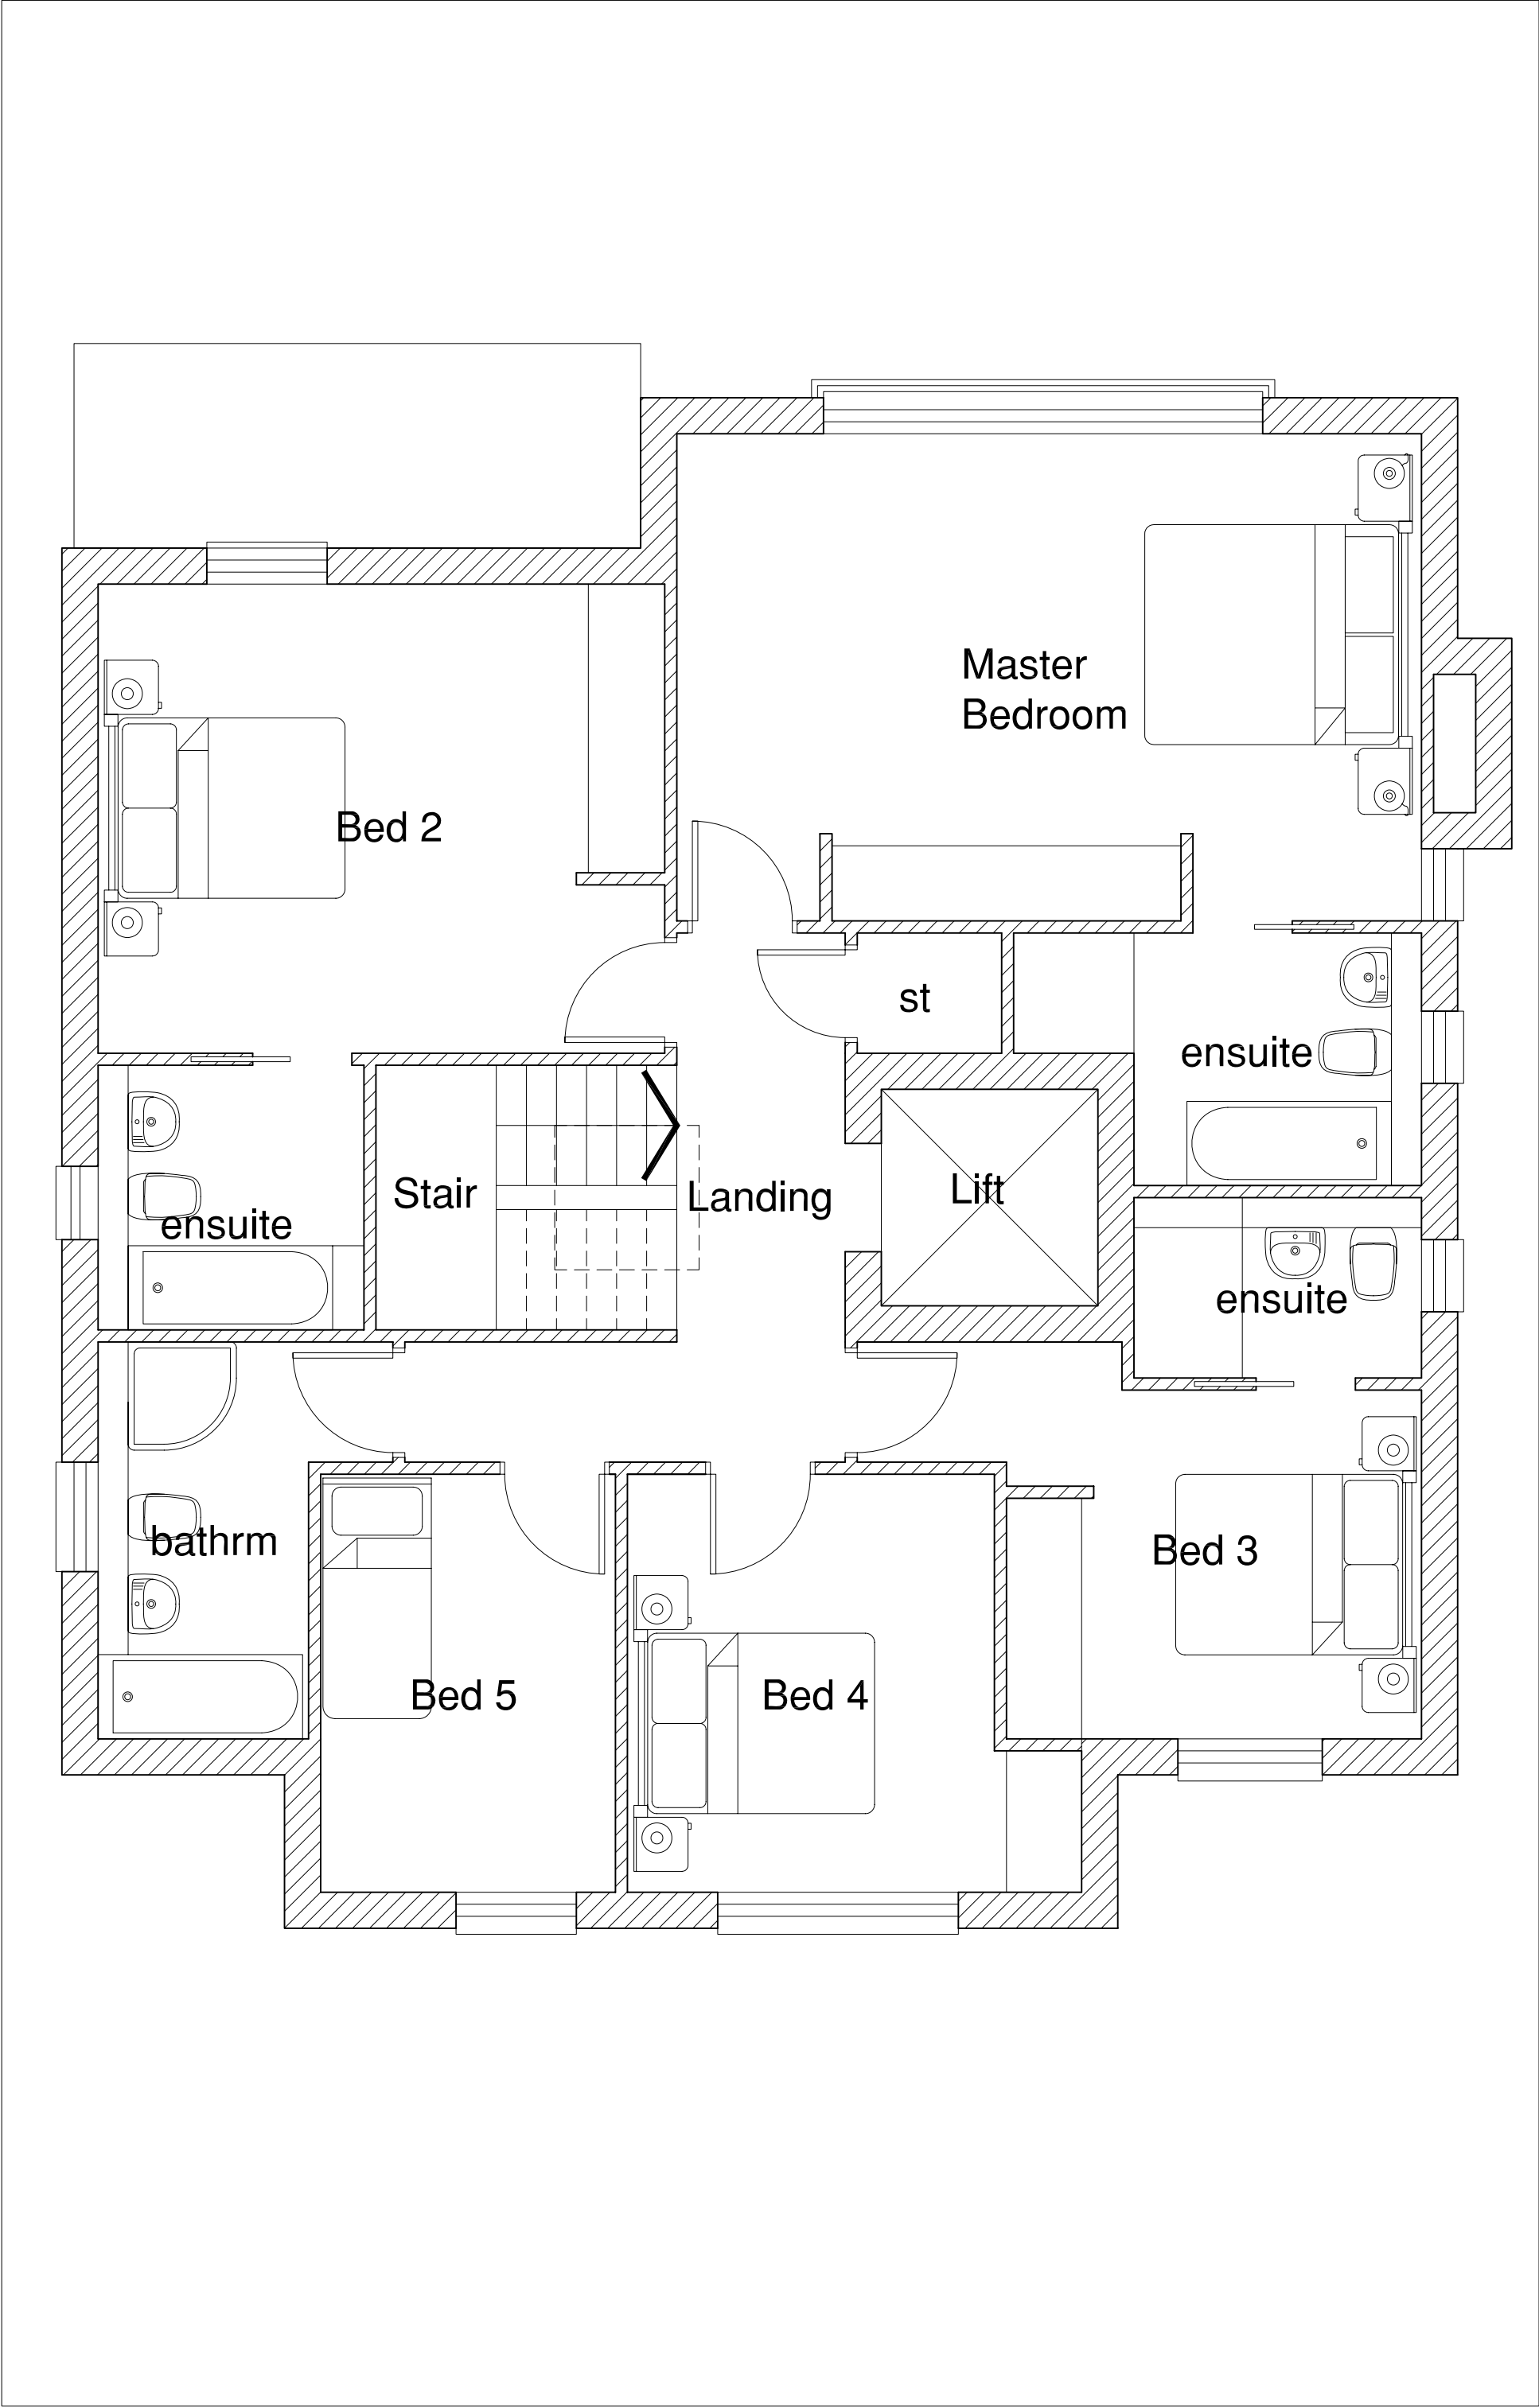 Master
Bedroom
Bed 2
st
ensuite
Stair
Landing
Lift
ensuite
ensuite
bathrm
Bed 3
Bed 5
Bed 4